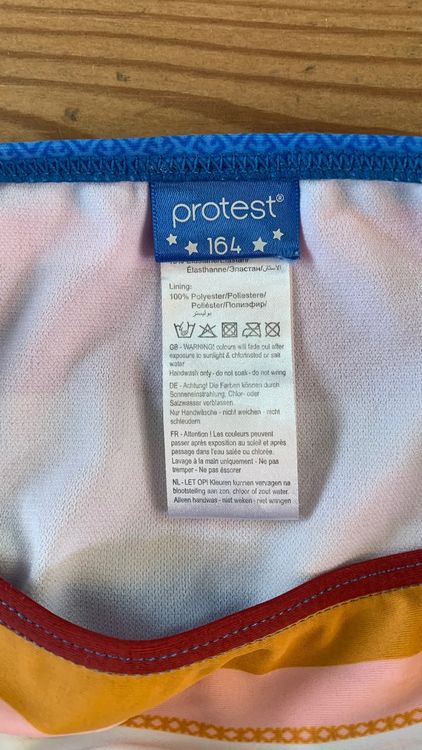 protest®
164
Élasthanne/Эластан/الاستان
Lining:
100% Polyester/Poliestere/
Poliéster/Полиэфир/
بوليستر
GB - WARNING! colours will fade out after
exposure to sunlight & chlorinated or salt
water
Handwash only - do not soak - do not wring
DE - Achtung! Die Farben können durch
Sonneneinstrahlung, Chlor- oder
Salzwasser verblassen.
Nur Handwäsche - nicht weichen - nicht
schleudern
FR - Attention ! Les couleurs peuvent
passer après exposition au soleil et après
passage dans l'eau salée ou chlorée.
Lavage à la main uniquement - Ne pas
tremper - Ne pas éssorer
NL - LET OP! Kleuren kunnen vervagen na
blootstelling aan zon, chloor of zout water.
Alleen handwas - niet weken - niet wringen